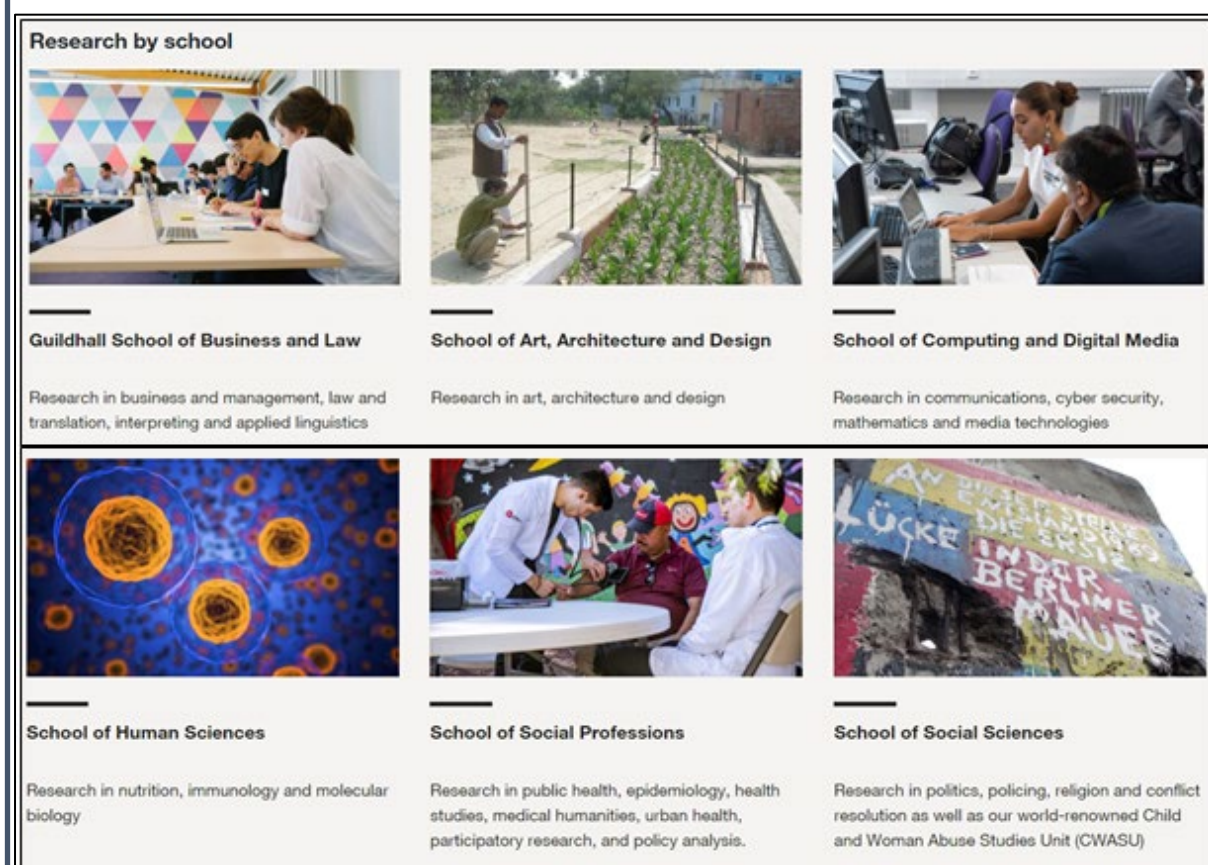 Research by school
Guildhall School of Business and Law
School of Art, Architecture and Design
School of Computing and Digital Media
Research in business and management, law and
translation, interpreting and applied linguistics
Research in art, architecture and design
Research in communications, cyber security,
mathematics and media technologies
AN DIESER STELLE
DIE ERSTE
LÜCKE
IN DER
BERLINER
MAUER
School of Human Sciences
School of Social Professions
School of Social Sciences
Research in nutrition, immunology and molecular
biology
Research in public health, epidemiology, health
studies, medical humanities, urban health,
participatory research, and policy analysis.
Research in politics, policing, religion and conflict
resolution as well as our world-renowned Child
and Woman Abuse Studies Unit (CWASU)